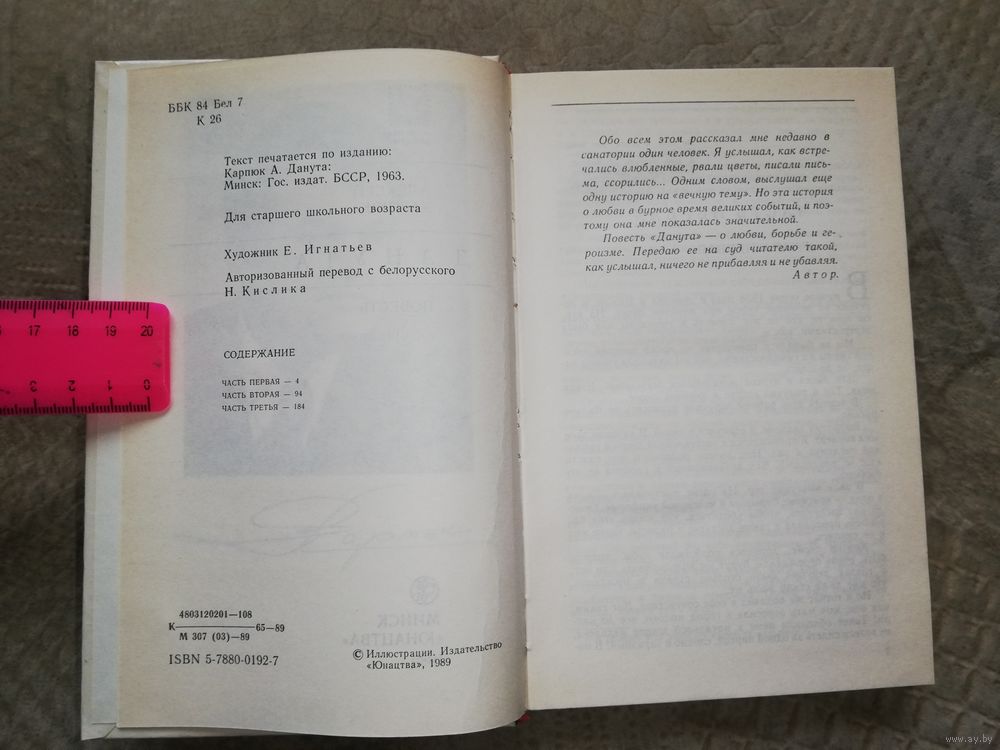 ББК 84 Бел 7
К 26
Текст печатается по изданию:
Карпюк А. Данута:
Минск: Гос. издат. БССР, 1963.
Для старшего школьного возраста
Художник Е. Игнатьев
Авторизованный перевод с белорусского
Н. Кислика
СОДЕРЖАНИЕ
ЧАСТЬ ПЕРВАЯ — 4
ЧАСТЬ ВТОРАЯ — 94
ЧАСТЬ ТРЕТЬЯ — 184
4803120201—108
К 65—89
М 307 (03)—89
ISBN 5-7880-0192-7
© Иллюстрации. Издательство
«Юнацтва», 1989
Обо всем этом рассказал мне недавно в
санатории один человек. Я услышал, как встре-
чались влюбленные, рвали цветы, писали пись-
ма, ссорились... Одним словом, выслушал еще
одну историю на «вечную тему». Но эта история
о любви в бурное время великих событий, и поэ-
тому она мне показалась значительной.
Повесть «Данута» — о любви, борьбе и ге-
роизме. Передаю ее на суд читателю такой,
как услышал, ничего не прибавляя и не убавляя.
Автор.
17 18 19 20
3 2 1 0
МИНСК
«ЮНАЦТВА»
www.ay.by